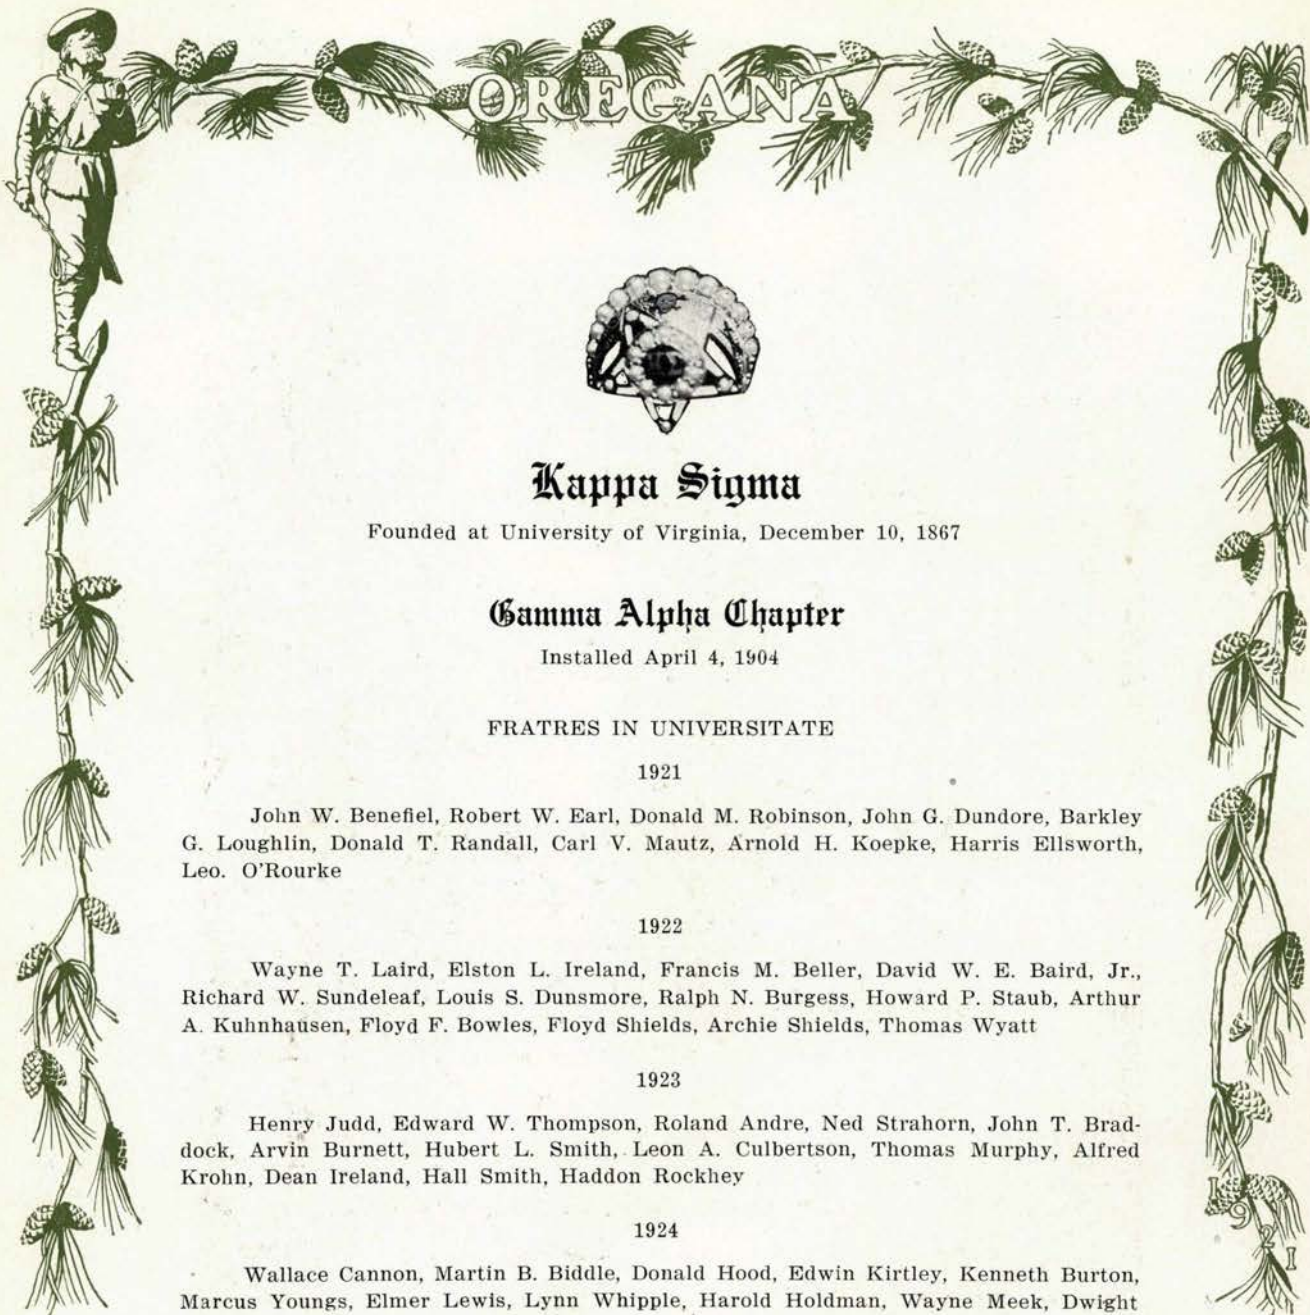 OREGANA
Kappa Sigma
Founded at University of Virginia, December 10, 1867
Gamma Alpha Chapter
Installed April 4, 1904
FRATRES IN UNIVERSITATE
1921
John W. Benefiel, Robert W. Earl, Donald M. Robinson, John G. Dundore, Barkley
G. Loughlin, Donald T. Randall, Carl V. Mautz, Arnold H. Koepke, Harris Ellsworth,
Leo. O'Rourke
1922
Wayne T. Laird, Elston L. Ireland, Francis M. Beller, David W. E. Baird, Jr.,
Richard W. Sundeleaf, Louis S. Dunsmore, Ralph N. Burgess, Howard P. Staub, Arthur
A. Kuhnhausen, Floyd F. Bowles, Floyd Shields, Archie Shields, Thomas Wyatt
1923
Henry Judd, Edward W. Thompson, Roland Andre, Ned Strahorn, John T. Brad-
dock, Arvin Burnett, Hubert L. Smith, Leon A. Culbertson, Thomas Murphy, Alfred
Krohn, Dean Ireland, Hall Smith, Haddon Rockhey
1924
Wallace Cannon, Martin B. Biddle, Donald Hood, Edwin Kirtley, Kenneth Burton,
Marcus Youngs, Elmer Lewis, Lynn Whipple, Harold Holdman, Wayne Meek, Dwight
1921